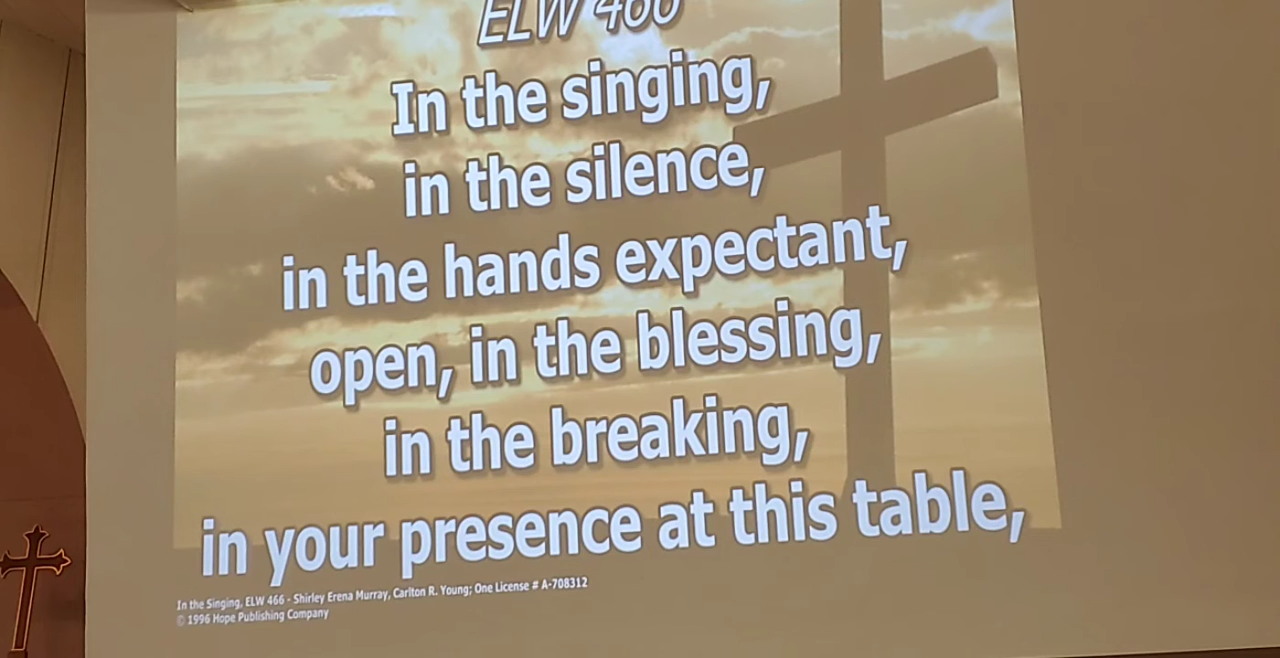 ELW 466
In the singing,
in the silence,
in the hands expectant,
open, in the blessing,
in the breaking,
in your presence at this table,
In the Singing, ELW 466 - Shirley Erena Murray, Carlton R. Young; One License # A-708312
© 1996 Hope Publishing Company